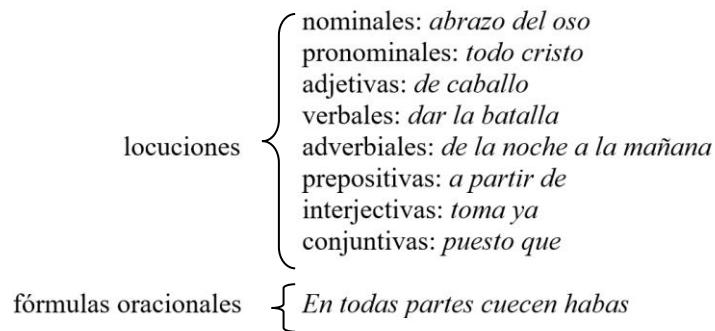 nominales: abrazo del oso
pronominales: todo cristo
adjetivas: de caballo
verbales: dar la batalla
locuciones
adverbiales: de la noche a la mañana
prepositivas: a partir de
interjectivas: toma ya
conjuntivas: puesto que
fórmulas oracionales
En todas partes cuecen habas